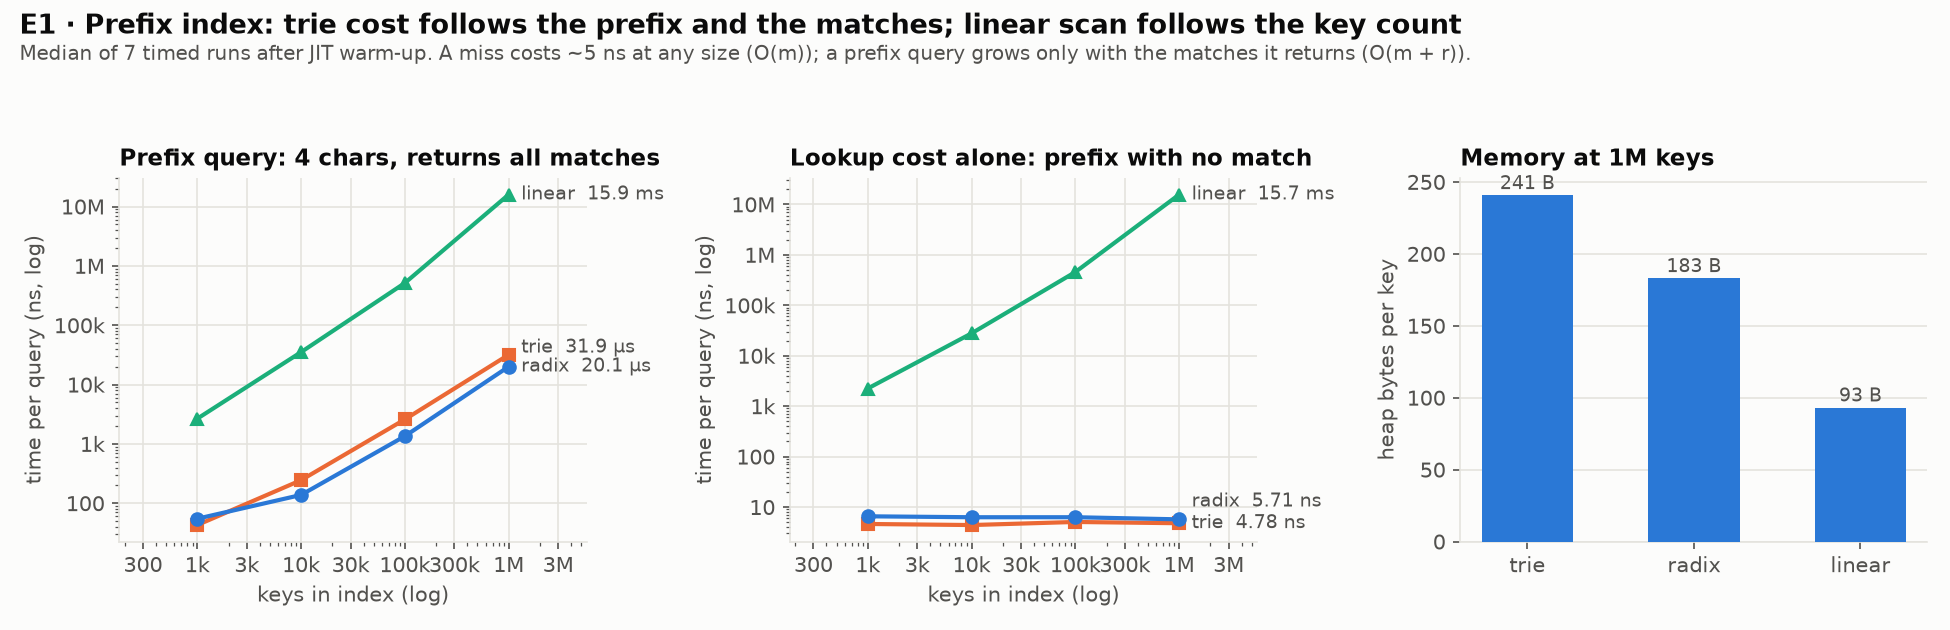 E1 · Prefix index: trie cost follows the prefix and the matches; linear scan follows the key count
Median of 7 timed runs after JIT warm-up. A miss costs ~5 ns at any size (O(m)); a prefix query grows only with the matches it returns (O(m + r)).
Prefix query: 4 chars, returns all matches
time per query (ns, log)
10M
1M
100k
10k
1k
100
linear 15.9 ms
trie 31.9 µs
radix 20.1 µs
300 1k 3k 10k 30k 100k 300k 1M 3M
keys in index (log)
Lookup cost alone: prefix with no match
time per query (ns, log)
10M
1M
100k
10k
1k
100
10
linear 15.7 ms
radix 5.71 ns
trie 4.78 ns
300 1k 3k 10k 30k 100k 300k 1M 3M
keys in index (log)
Memory at 1M keys
heap bytes per key
250
200
150
100
50
0
241 B
183 B
93 B
trie radix linear